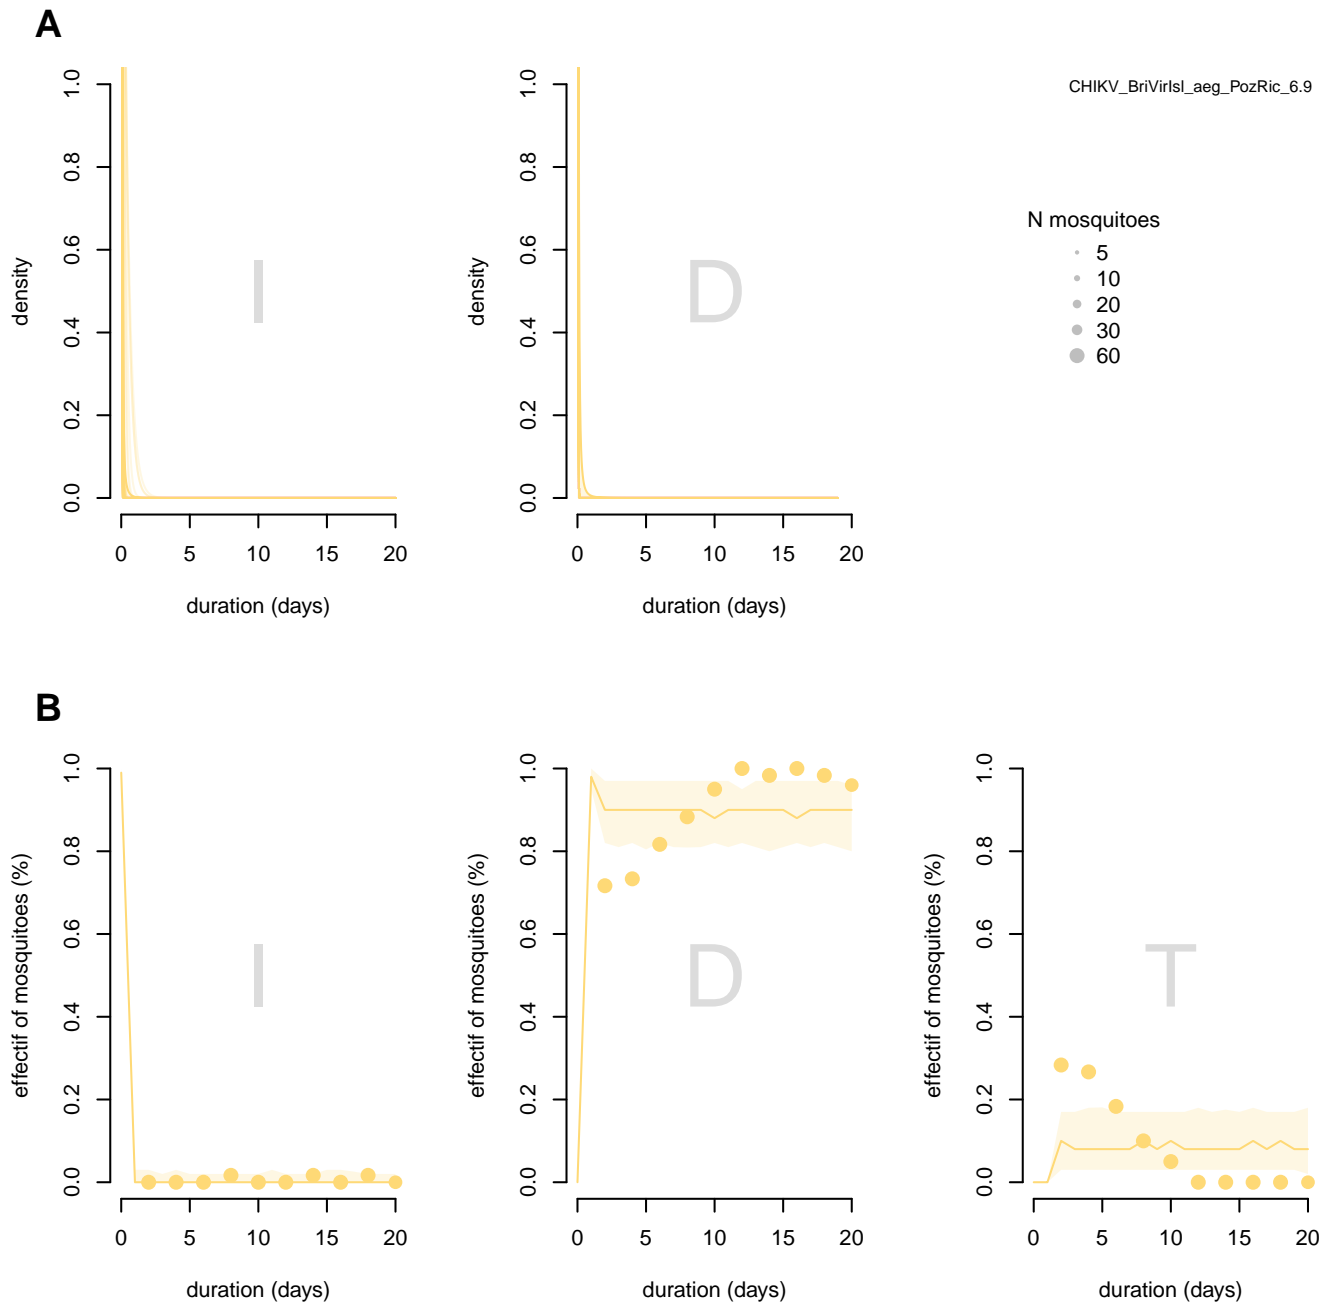 A
1.0
0.8
0.6
0.4
0.2
0.0
density
I
0 5 10 15 20
duration (days)
1.0
0.8
0.6
0.4
0.2
0.0
density
D
0 5 10 15 20
duration (days)
CHIKV_BriVirIsl_aeg_PozRic_6.9
N mosquitoes
5
10
20
30
60
B
1.0
0.8
0.6
0.4
0.2
0.0
effectif of mosquitoes (%)
I
0 5 10 15 20
duration (days)
1.0
0.8
0.6
0.4
0.2
0.0
effectif of mosquitoes (%)
D
0 5 10 15 20
duration (days)
1.0
0.8
0.6
0.4
0.2
0.0
effectif of mosquitoes (%)
T
0 5 10 15 20
duration (days)